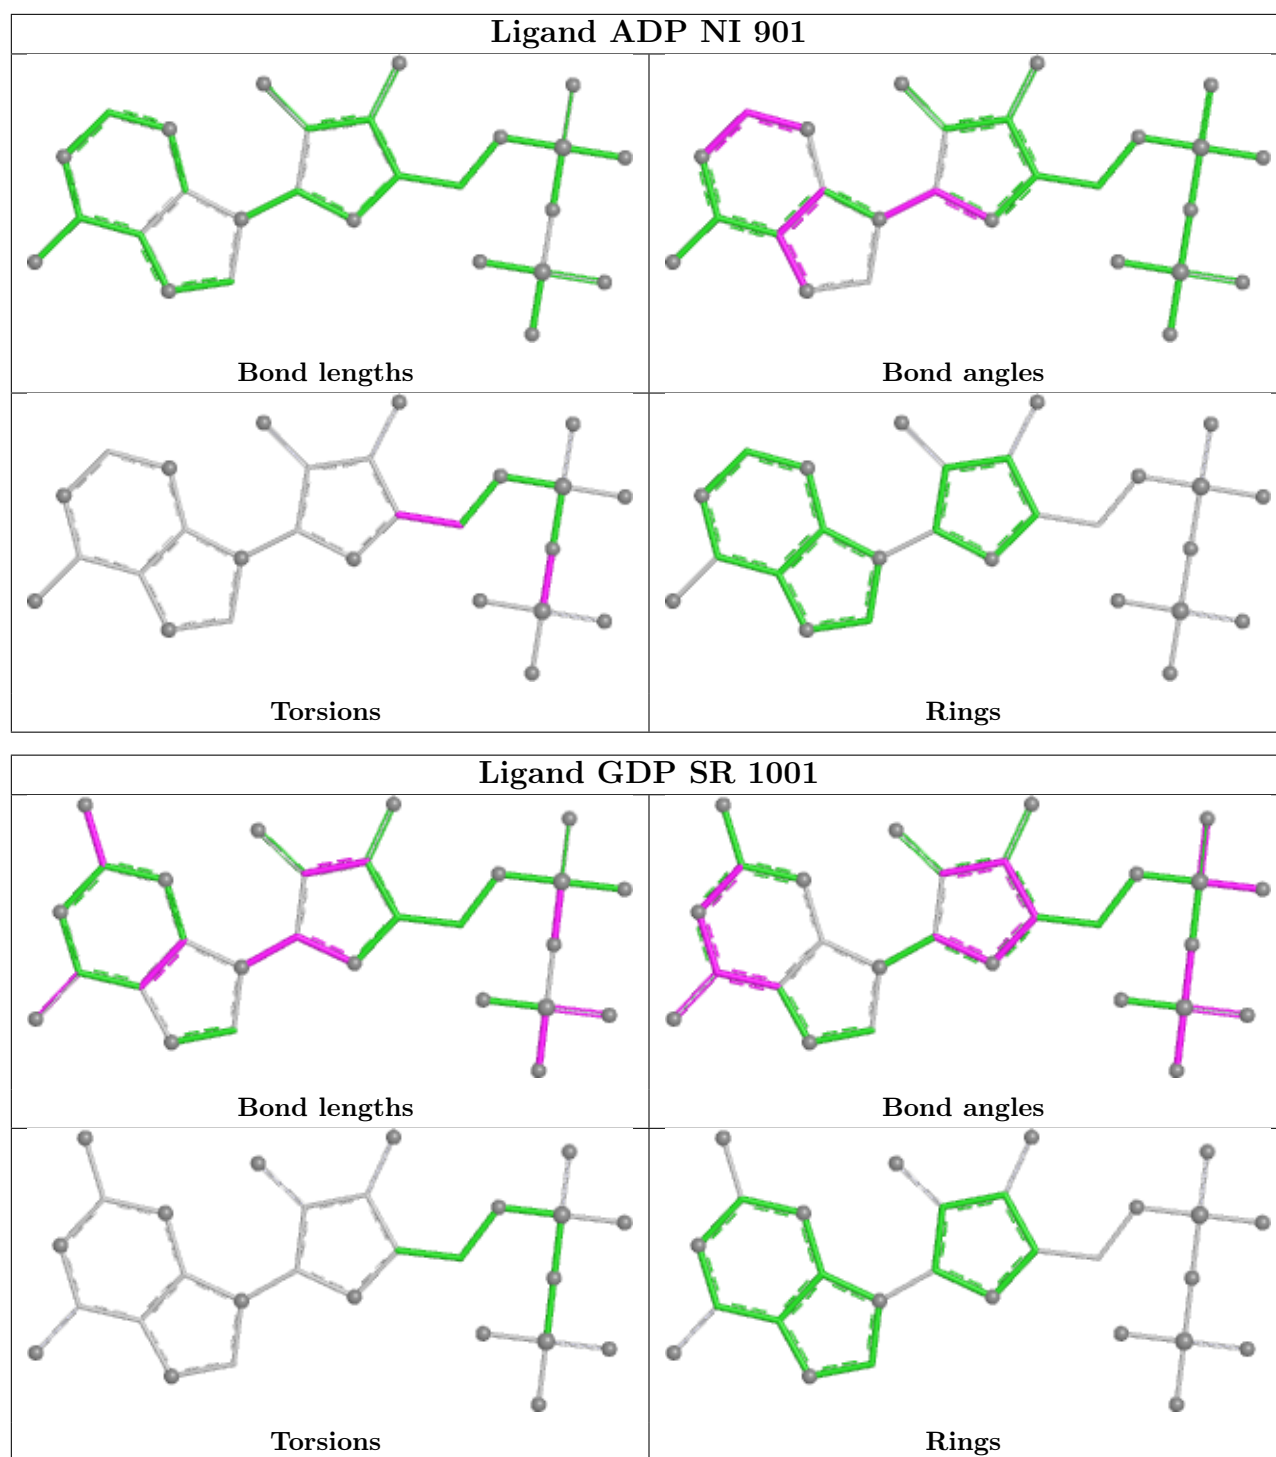 Ligand ADP NI 901
Bond lengths
Bond angles
Torsions
Rings
Ligand GDP SR 1001
Bond lengths
Bond angles
Torsions
Rings